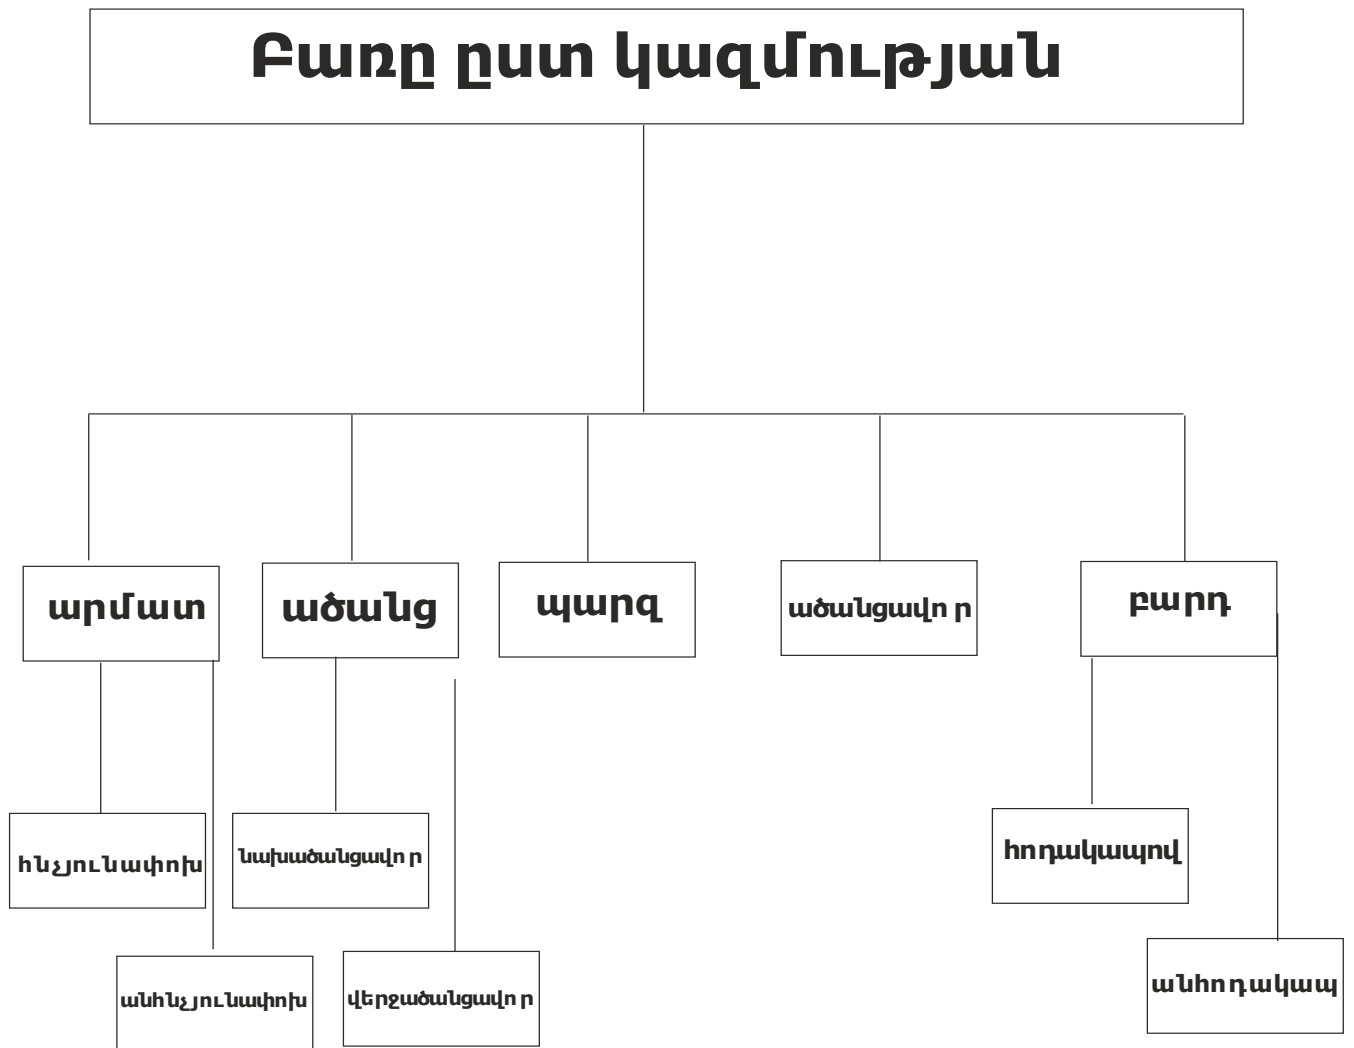 Բառը ըստ կազմության
արմատ
ածանց
պարզ
ածանցավոր
բարդ
հնչյունափոխ
նախածանցավոր
հոդակապով
անհնչյունափոխ
վերջածանցավոր
անհոդակապ